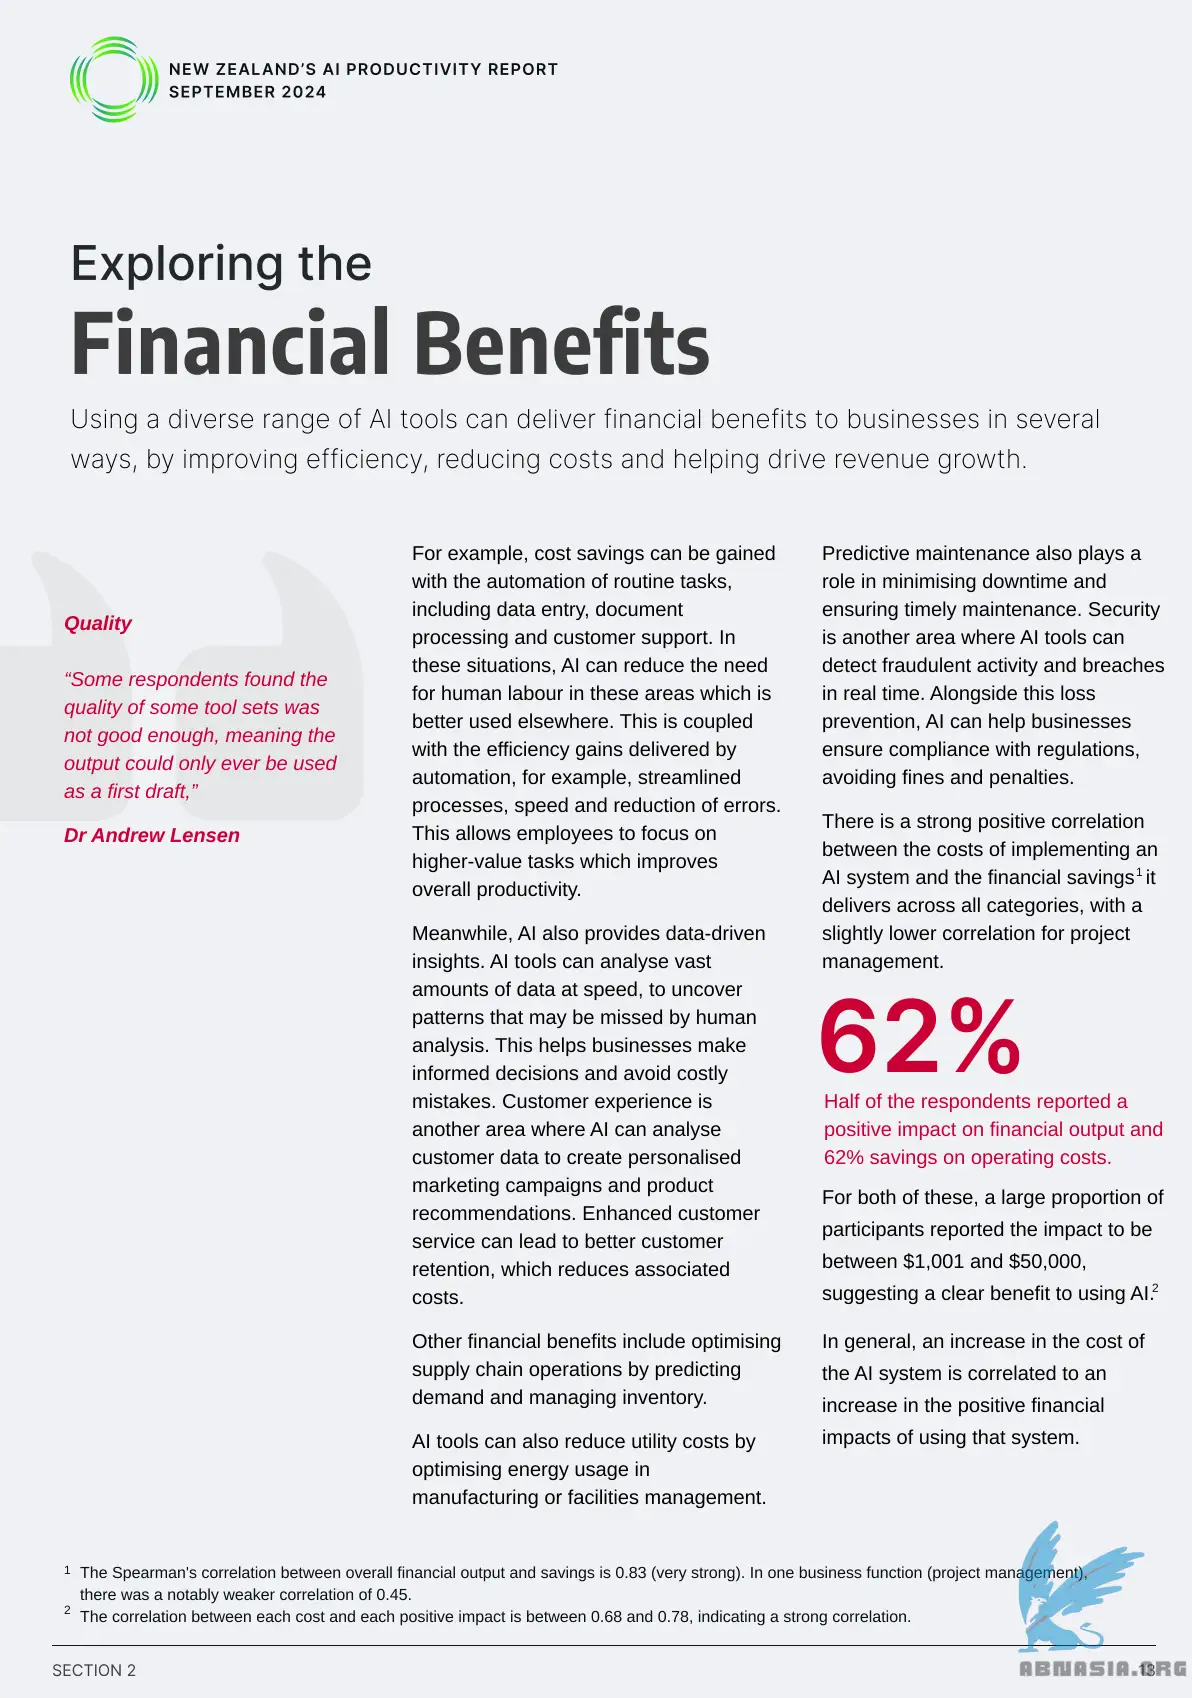 NEW ZEALAND'S AI PRODUCTIVITY REPORT
SEPTEMBER 2024
Exploring the
Financial Benefits
Using a diverse range of AI tools can deliver financial benefits to businesses in several
ways, by improving efficiency, reducing costs and helping drive revenue growth.
Quality
“Some respondents found the
quality of some tool sets was
not good enough, meaning the
output could only ever be used
as a first draft,”
Dr Andrew Lensen
For example, cost savings can be gained
with the automation of routine tasks,
including data entry, document
processing and customer support. In
these situations, AI can reduce the need
for human labour in these areas which is
better used elsewhere. This is coupled
with the efficiency gains delivered by
automation, for example, streamlined
processes, speed and reduction of errors.
This allows employees to focus on
higher-value tasks which improves
overall productivity.
Meanwhile, AI also provides data-driven
insights. AI tools can analyse vast
amounts of data at speed, to uncover
patterns that may be missed by human
analysis. This helps businesses make
informed decisions and avoid costly
mistakes. Customer experience is
another area where AI can analyse
customer data to create personalised
marketing campaigns and product
recommendations. Enhanced customer
service can lead to better customer
retention, which reduces associated
costs.
Other financial benefits include optimising
supply chain operations by predicting
demand and managing inventory.
AI tools can also reduce utility costs by
optimising energy usage in
manufacturing or facilities management.
Predictive maintenance also plays a
role in minimising downtime and
ensuring timely maintenance. Security
is another area where AI tools can
detect fraudulent activity and breaches
in real time. Alongside this loss
prevention, AI can help businesses
ensure compliance with regulations,
avoiding fines and penalties.
There is a strong positive correlation
between the costs of implementing an
AI system and the financial savings¹ it
delivers across all categories, with a
slightly lower correlation for project
management.
62%
Half of the respondents reported a
positive impact on financial output and
62% savings on operating costs.
For both of these, a large proportion of
participants reported the impact to be
between $1,001 and $50,000,
suggesting a clear benefit to using AI.²
In general, an increase in the cost of
the AI system is correlated to an
increase in the positive financial
impacts of using that system.
¹ The Spearman's correlation between overall financial output and savings is 0.83 (very strong). In one business function (project management),
there was a notably weaker correlation of 0.45.
² The correlation between each cost and each positive impact is between 0.68 and 0.78, indicating a strong correlation.
SECTION 2
13
ABNASIA.ORG